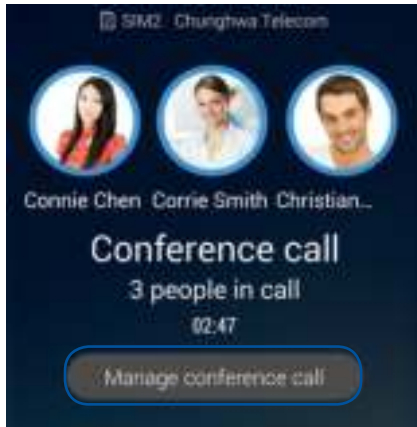 SIM2 Chunghwa Telecom
Connie Chen Corrie Smith Christian...
Conference call
3 people in call
02:47
Manage conference call